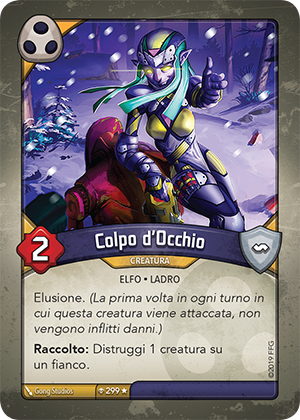 Colpo d'Occhio
2
CREATURA
ELFO • LADRO
Elusione. (La prima volta in ogni turno in
cui questa creatura viene attaccata, non
vengono inflitti danni.)
Raccolto: Distruggi 1 creatura su
un fianco.
Gong Studios
299
©2019 FFG